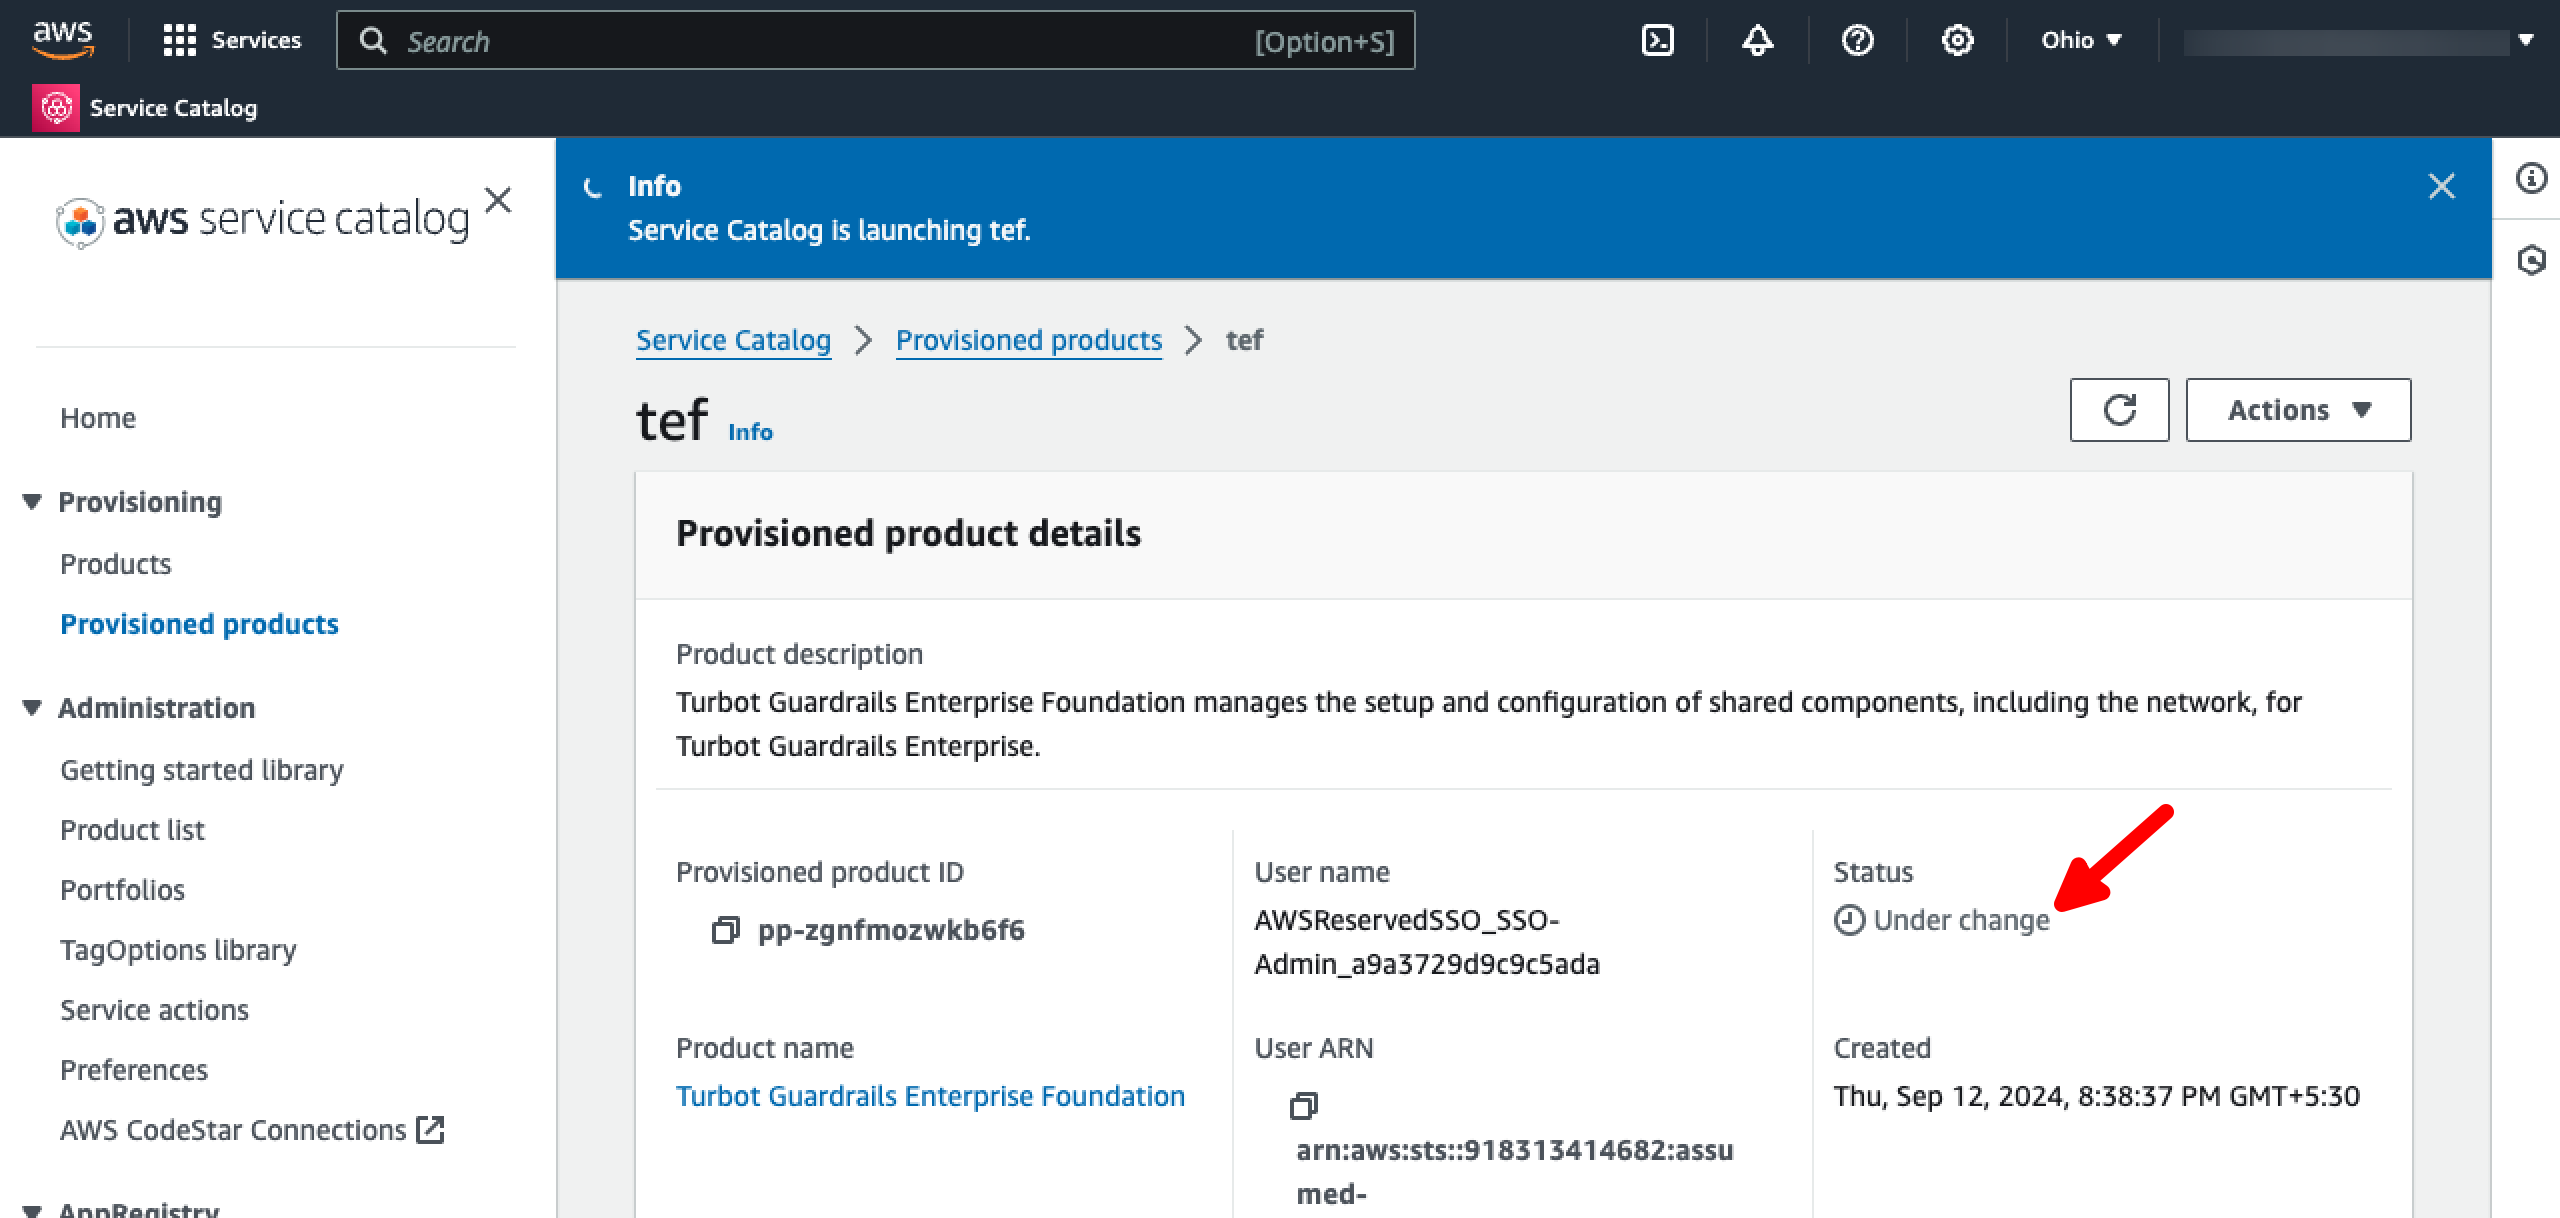 aws
Services
Search
[Option+S]
Ohio
Service Catalog
aws service catalog
Home
Provisioning
Products
Provisioned products
Administration
Getting started library
Product list
Portfolios
TagOptions library
Service actions
Preferences
AWS CodeStar Connections
AppRegistry
Info
Service Catalog is launching tef.
Service Catalog > Provisioned products > tef
tef Info
Actions
Provisioned product details
Product description
Turbot Guardrails Enterprise Foundation manages the setup and configuration of shared components, including the network, for
Turbot Guardrails Enterprise.
Provisioned product ID
pp-zgnfmozwkb6f6
Product name
Turbot Guardrails Enterprise Foundation
User name
AWSReservedSSO_SSO-
Admin_a9a3729d9c9c5ada
User ARN
arn:aws:sts::918313414682:assu
med-
Status
Under change
Created
Thu, Sep 12, 2024, 8:38:37 PM GMT+5:30